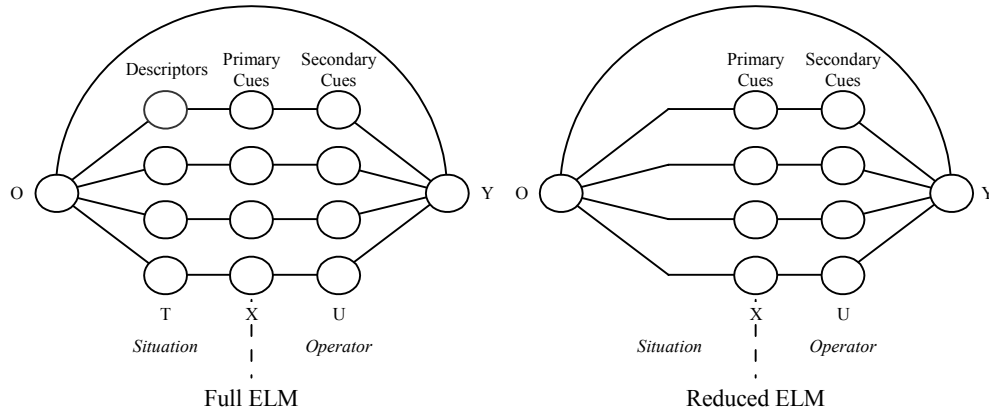 Descriptors
Primary
Cues
Secondary
Cues
O
Y
T
X
U
Situation
Operator
Full ELM
Primary
Cues
Secondary
Cues
O
Y
X
U
Situation
Operator
Reduced ELM